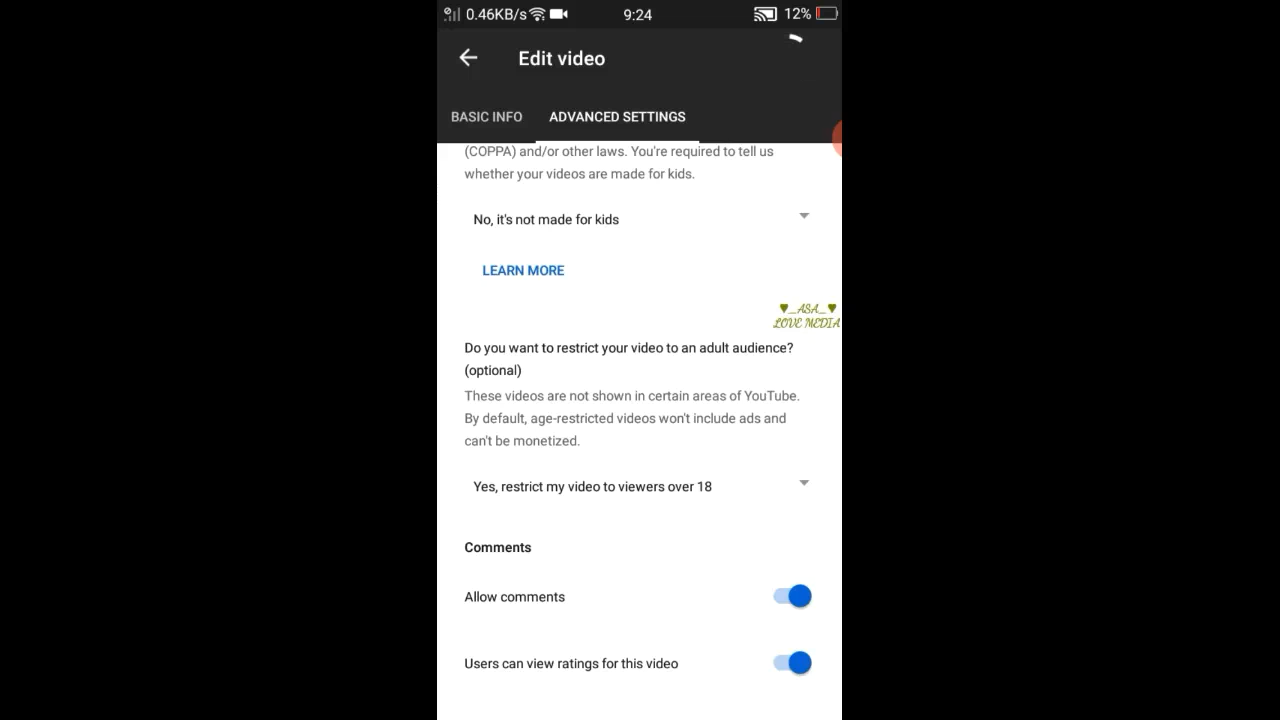 0.46KB/s 9:24 12%
Edit video
BASIC INFO ADVANCED SETTINGS
(COPPA) and/or other laws. You're required to tell us
whether your videos are made for kids.
No, it's not made for kids
LEARN MORE
♥_ASA_♥
LOVE MEDIA
Do you want to restrict your video to an adult audience?
(optional)
These videos are not shown in certain areas of YouTube.
By default, age-restricted videos won't include ads and
can't be monetized.
Yes, restrict my video to viewers over 18
Comments
Allow comments
Users can view ratings for this video